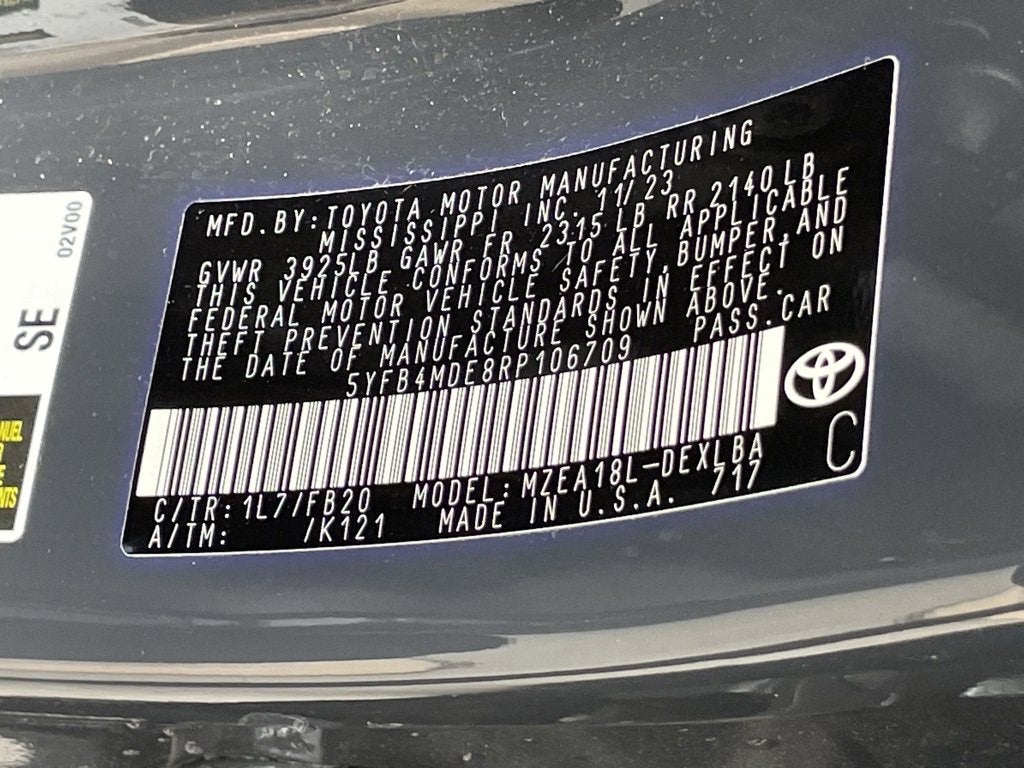 MFD. BY: TOYOTA MOTOR MANUFACTURING
MISSISSIPPI INC. 11/23
GVWR 3925LB GAWR FR 2315 LB RR 2140 LB
THIS VEHICLE CONFORMS TO ALL APPLICABLE
FEDERAL MOTOR VEHICLE SAFETY, BUMPER, AND
THEFT PREVENTION STANDARDS IN EFFECT ON
THE DATE OF MANUFACTURE SHOWN ABOVE.
5YFB4MDE8RP106709 PASS. CAR
C
C/TR: 1L7/FB20 MODEL: MZEA18L-DEXLBA
A/TM: /K121 MADE IN U.S.A. 717
02V00
SE